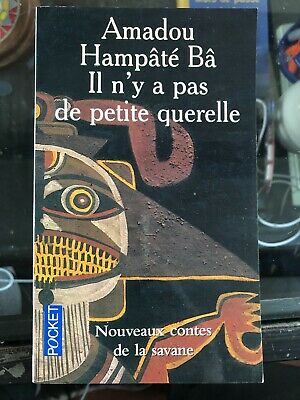 Amadou
Hampâté Bâ
Il n'y a pas
de petite querelle
POCKET
Nouveaux contes
de la savane